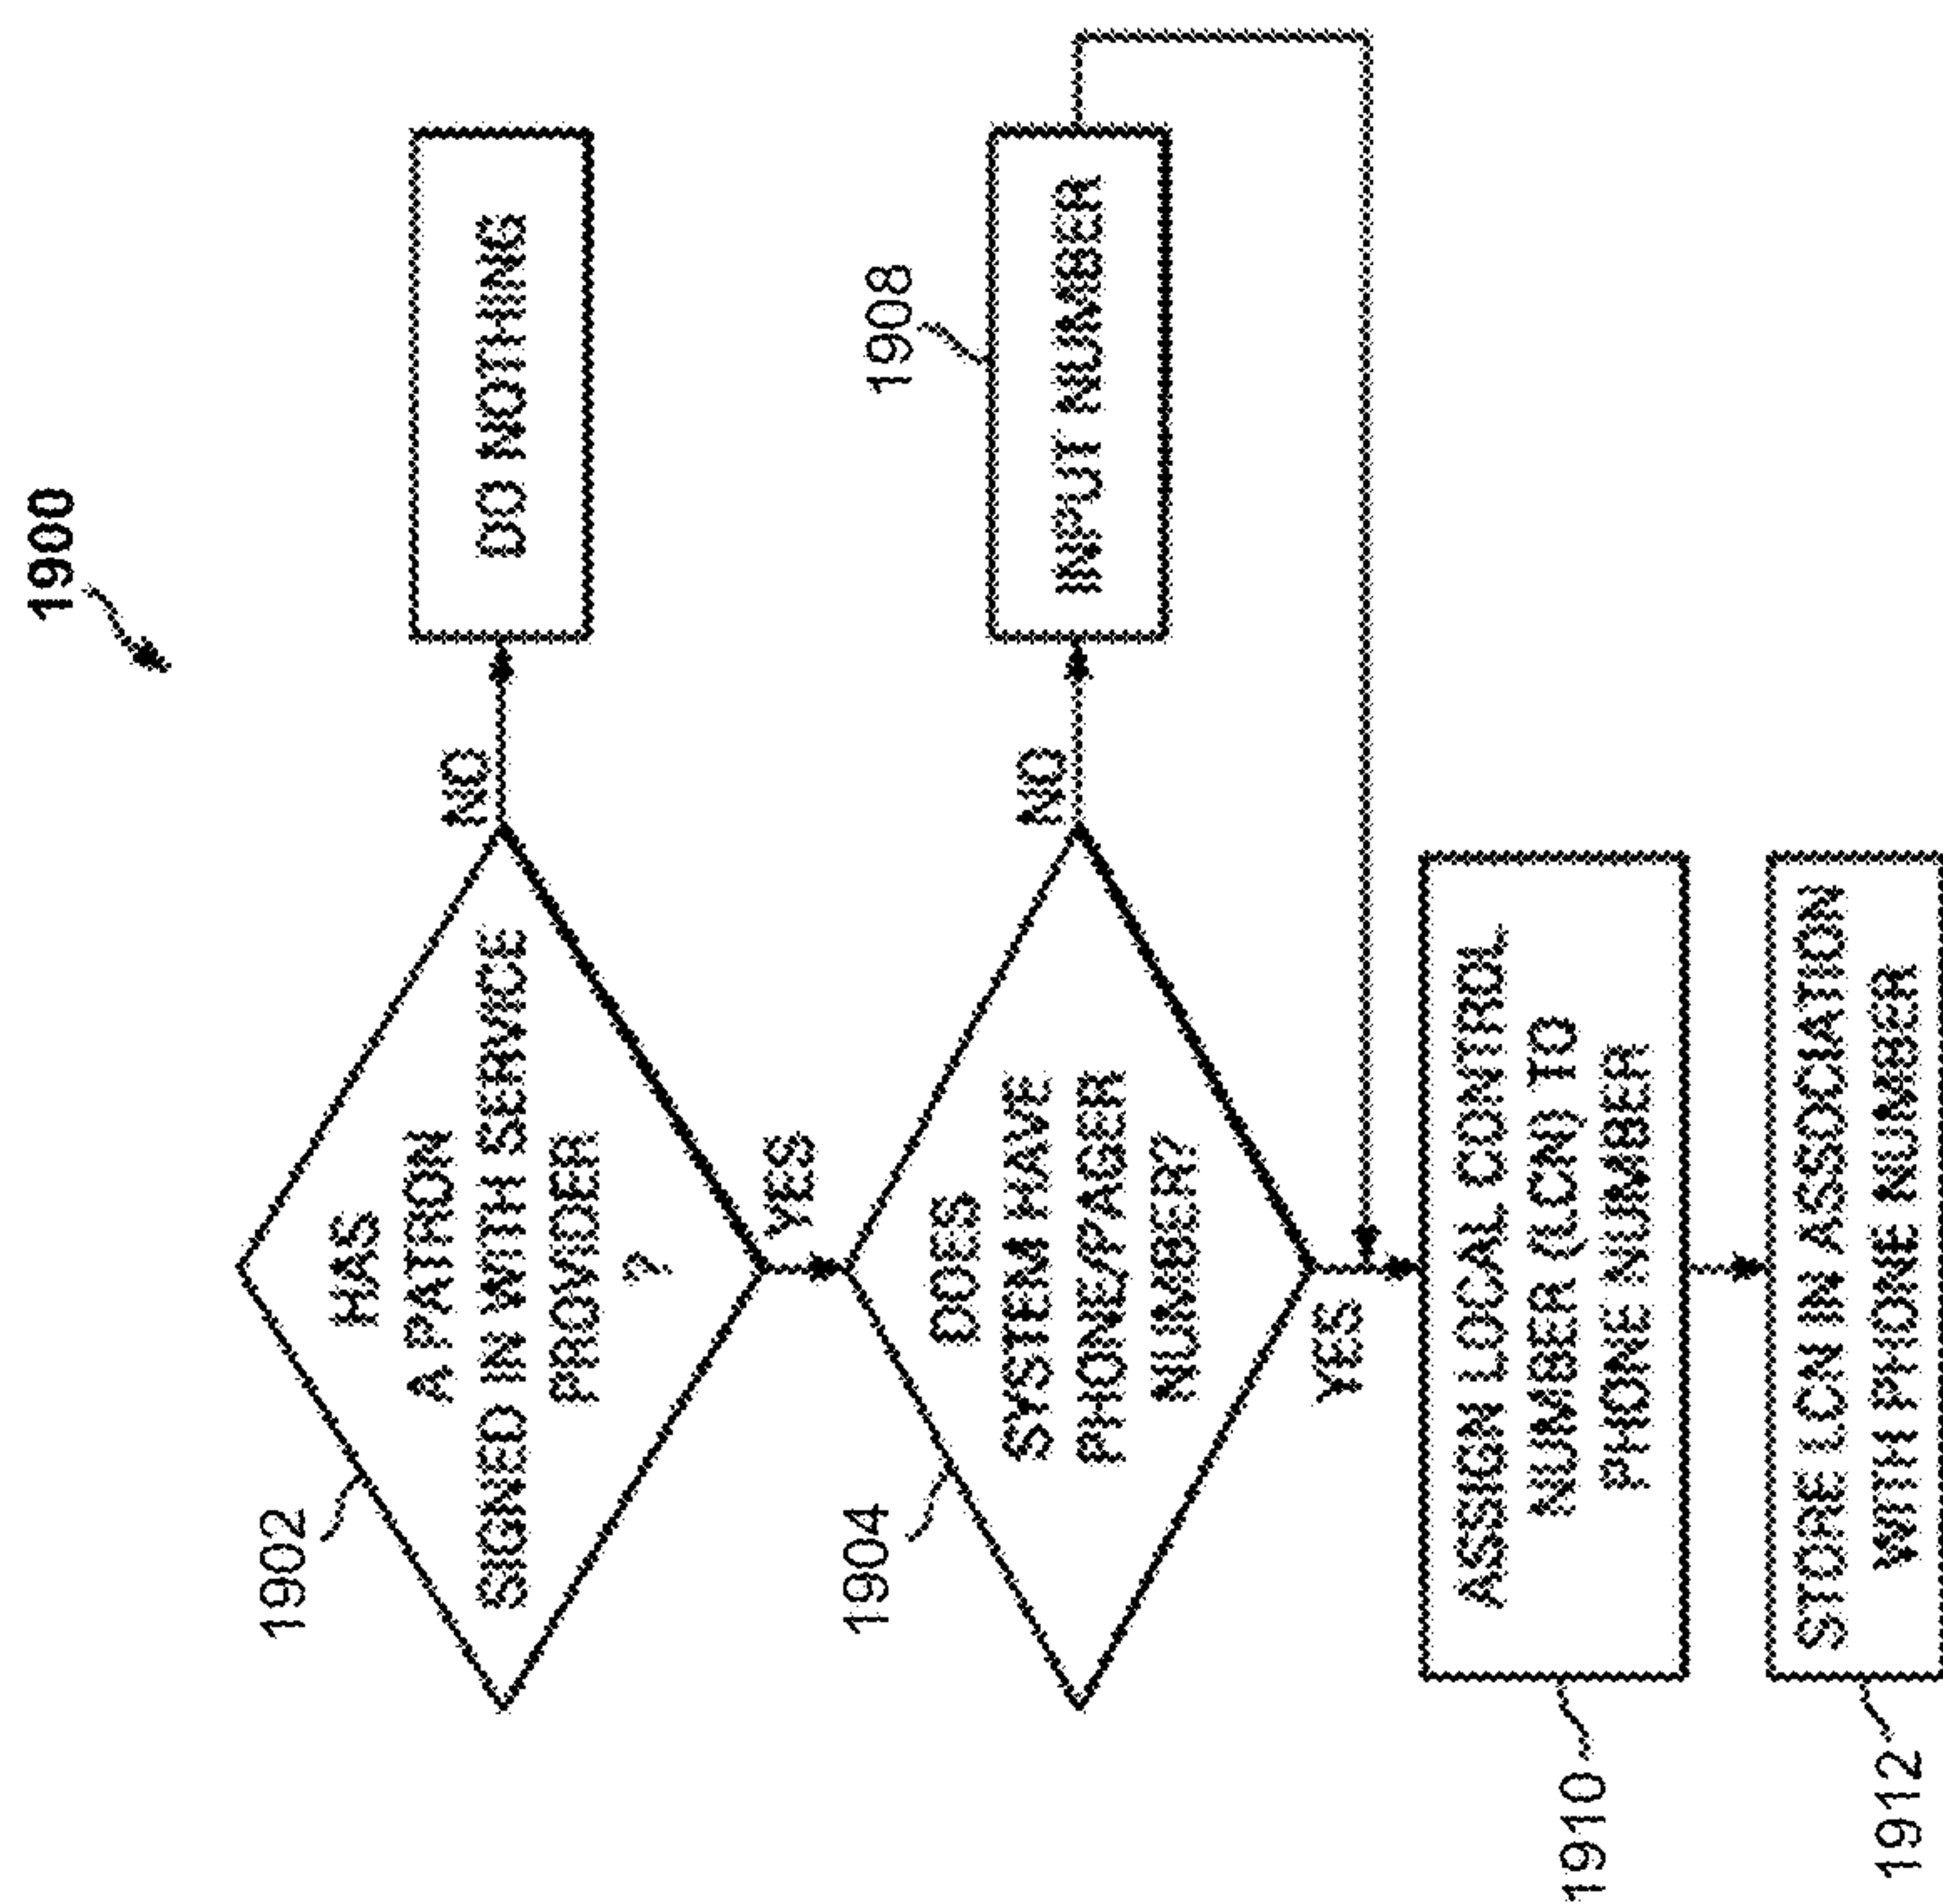 1900
1902
HAS
A PATRON
SIGNED IN WITH SERVICE
PROVIDER
?
NO
DO NOTHING
YES
1904
DOES
SYSTEM HAVE
PHONE/PAGER
NUMBER?
NO
1908
INPUT NUMBER
YES
ASSIGN LOCAL CONTROL
NUMBER (LCN) TO
PHONE NUMBER
1910
STORE LCN IN ASSOCIATION
WITH PHONE NUMBER
1912